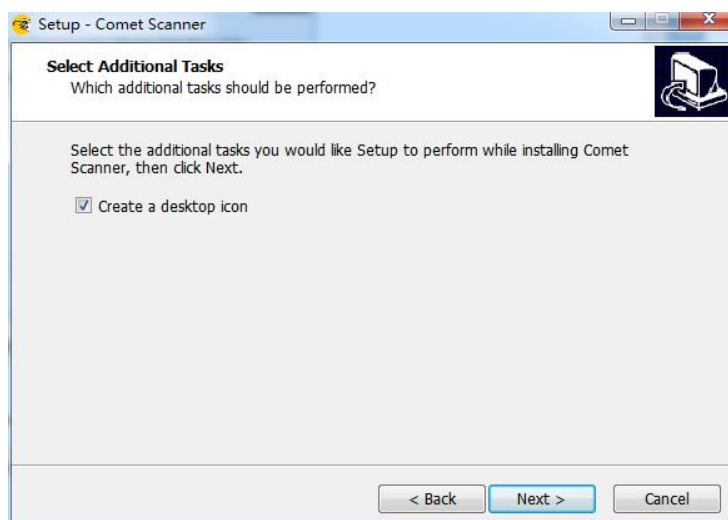 Setup - Comet Scanner
Select Additional Tasks
Which additional tasks should be performed?
Select the additional tasks you would like Setup to perform while installing Comet
Scanner, then click Next.
Create a desktop icon
< Back
Next >
Cancel